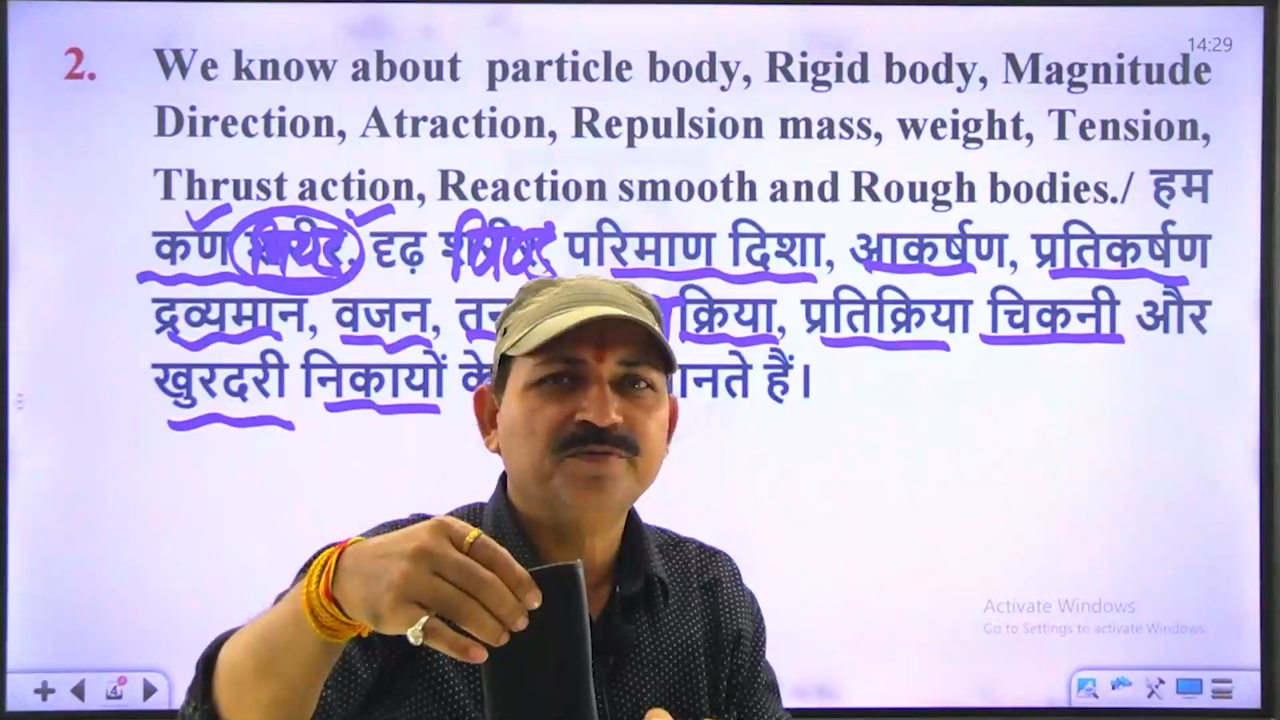 14:29
2. We know about particle body, Rigid body, Magnitude
Direction, Atraction, Repulsion mass, weight, Tension,
Thrust action, Reaction smooth and Rough bodies./ हम
कण दृढ़ परिमाण दिशा, आकर्षण, प्रतिकर्षण
द्रव्यमान, वजन, क्रिया, प्रतिक्रिया चिकनी और
खुरदरी निकायों हैं।
Activate Windows
Go to Settings to activate Windows.
4